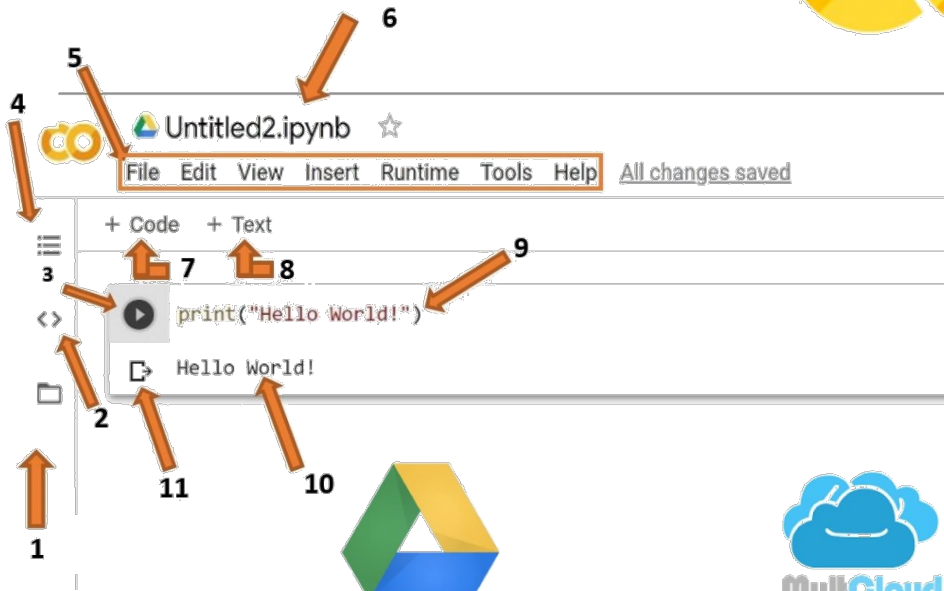 6
5
4
Untitled2.ipynb
File Edit View Insert Runtime Tools Help All changes saved
+ Code + Text
9
3 7 8
print("Hello World!")
<>
Hello World!
2
11 10
1
MultCloud